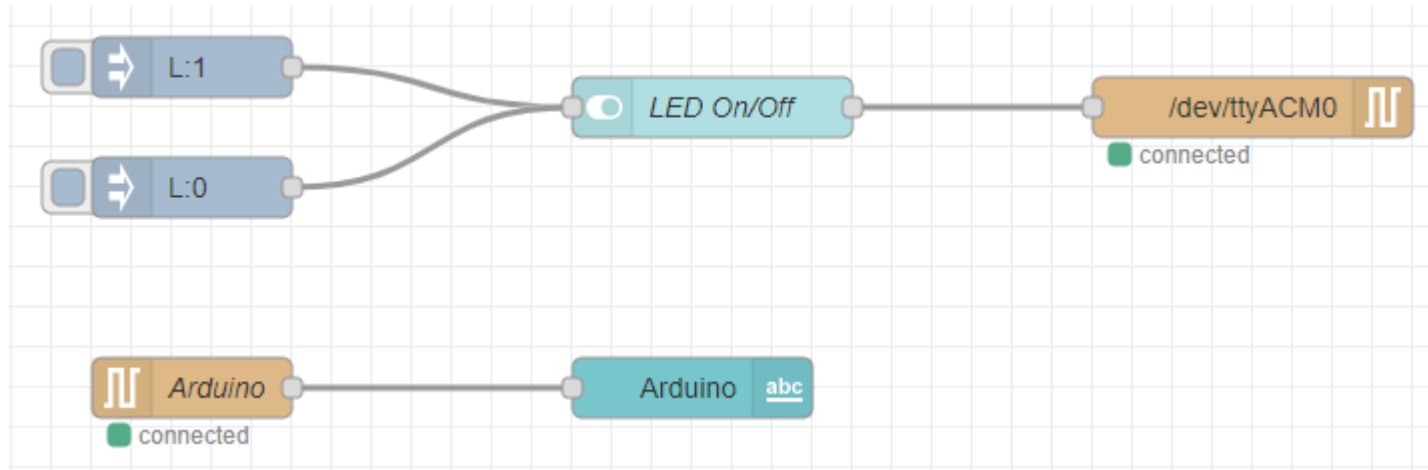 L:1
LED On/Off
/dev/ttyACM0
connected
L:0
Arduino
connected
Arduino
abc